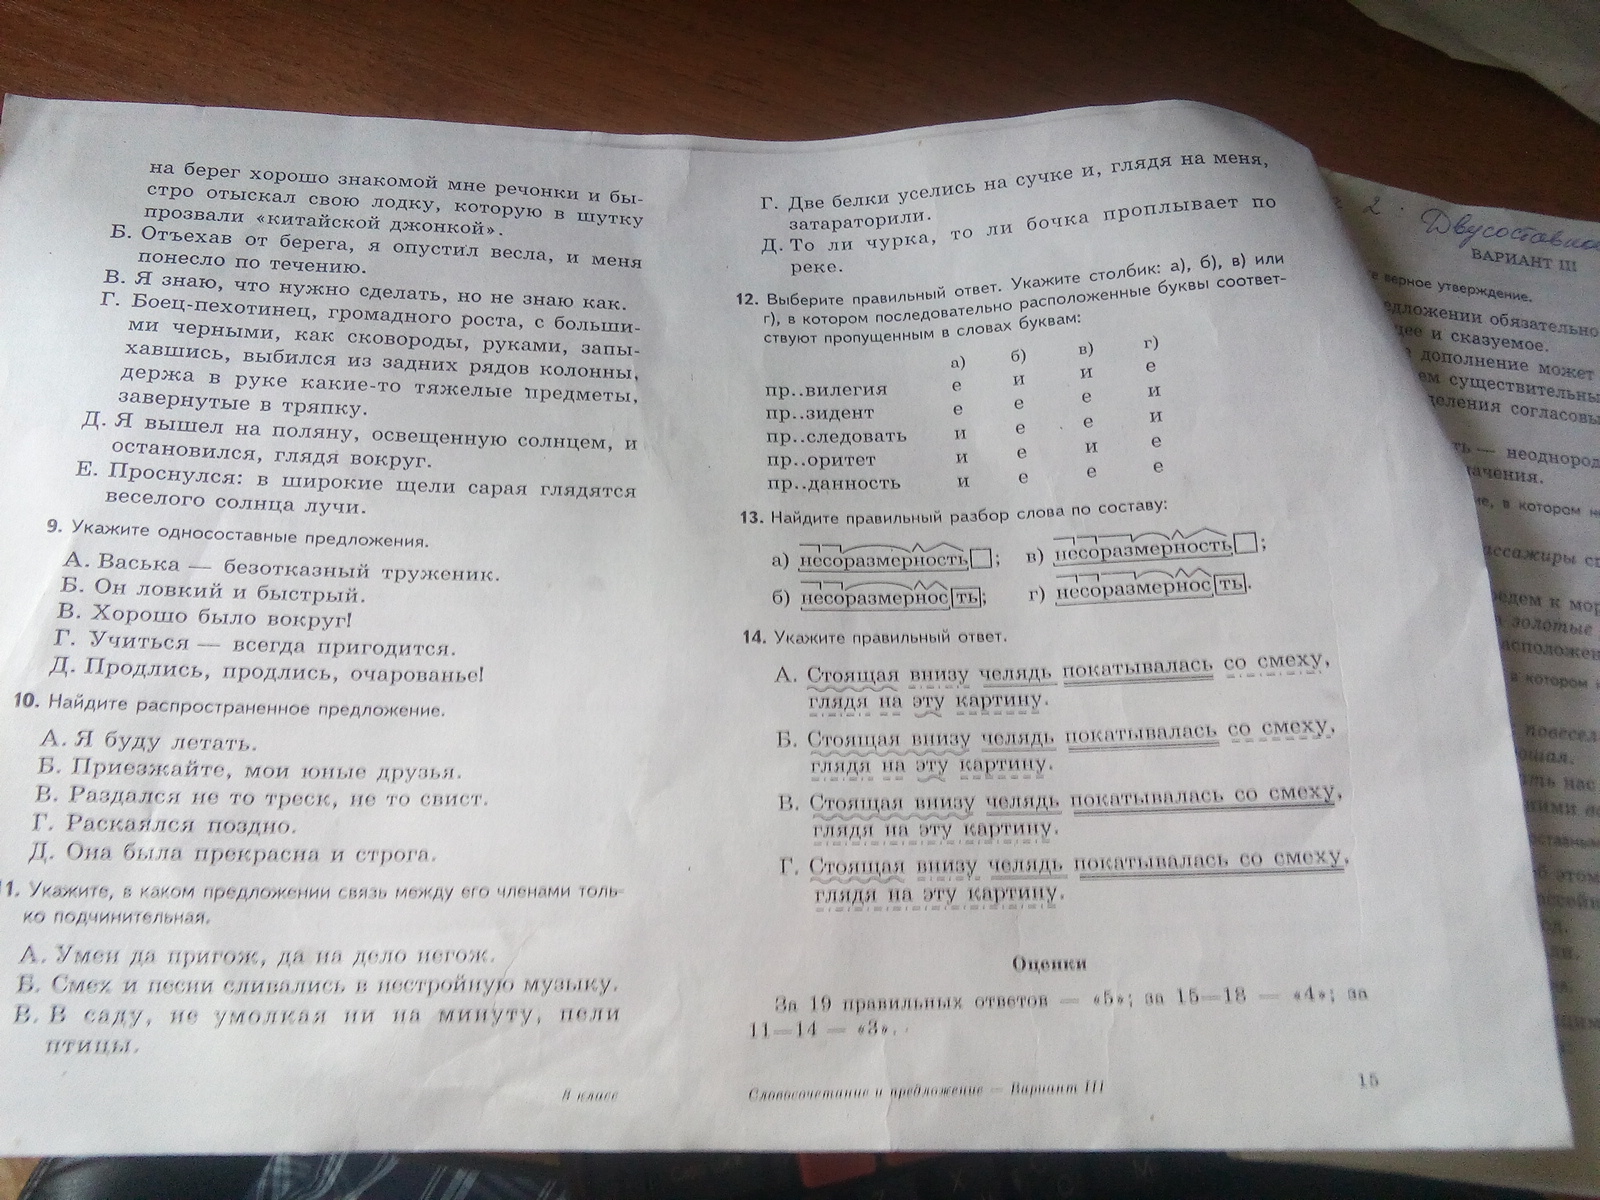 на берег хорошо знакомой мне речонки и бы-
стро отыскал свою лодку, которую в шутку
прозвали «китайской джонкой».
Б. Отъехав от берега, я опустил весла, и меня
понесло по течению.
В. Я знаю, что нужно сделать, но не знаю как.
Г. Боец-пехотинец, громадного роста, с больши-
ми черными, как сковороды, руками, запы-
хавшись, выбился из задних рядов колонны,
держа в руке какие-то тяжелые предметы,
завернутые в тряпку.
Д. Я вышел на поляну, освещенную солнцем, и
остановился, глядя вокруг.
Е. Проснулся: в широкие щели сарая глядятся
веселого солнца лучи.
9. Укажите односоставные предложения.
А. Васька — безотказный труженик.
Б. Он ловкий и быстрый.
В. Хорошо было вокруг!
Г. Учиться — всегда пригодится.
Д. Продлись, продлись, очарованье!
10. Найдите распространенное предложение.
А. Я буду летать.
Б. Приезжайте, мои юные друзья.
В. Раздался не то треск, не то свист.
Г. Раскаялся поздно.
Д. Она была прекрасна и строга.
11. Укажите, в каком предложении связь между его членами толь-
ко подчинительная.
А. Умен да пригож, да на дело негож.
Б. Смех и песни сливались в нестройную музыку.
В. В саду, не умолкая ни на минуту, пели
птицы.
8 класс
Г. Две белки уселись на сучке и, глядя на меня,
затараторили.
Д. То ли чурка, то ли бочка проплывает по
реке.
12. Выберите правильный ответ. Укажите столбик: а), б), в) или
г), в котором последовательно расположенные буквы соответ-
ствуют пропущенным в словах буквам:
а) б) в) г)
пр..вилегия е и и е
пр..зидент е е е и
пр..следовать и е е и
пр..оритет и е и е
пр..данность и е е е
13. Найдите правильный разбор слова по составу:
а) несоразмерность; в) несоразмерность;
б) несоразмерность; г) несоразмерность.
14. Укажите правильный ответ.
А. Стоящая внизу челядь покатывалась со смеху,
глядя на эту картину.
Б. Стоящая внизу челядь покатывалась со смеху,
глядя на эту картину.
В. Стоящая внизу челядь покатывалась со смеху,
глядя на эту картину.
Г. Стоящая внизу челядь покатывалась со смеху,
глядя на эту картину.
Оценки
За 19 правильных ответов — «5»; за 15—18 — «4»; за
11—14 — «3».
Словосочетание и предложение — Вариант III
15
2.
ВАРИАНТ III
верное утверждение.
обязательно
и сказуемое.
дополнение может
— неоднород
в котором
к мор
золотые
в котором
нас
этом